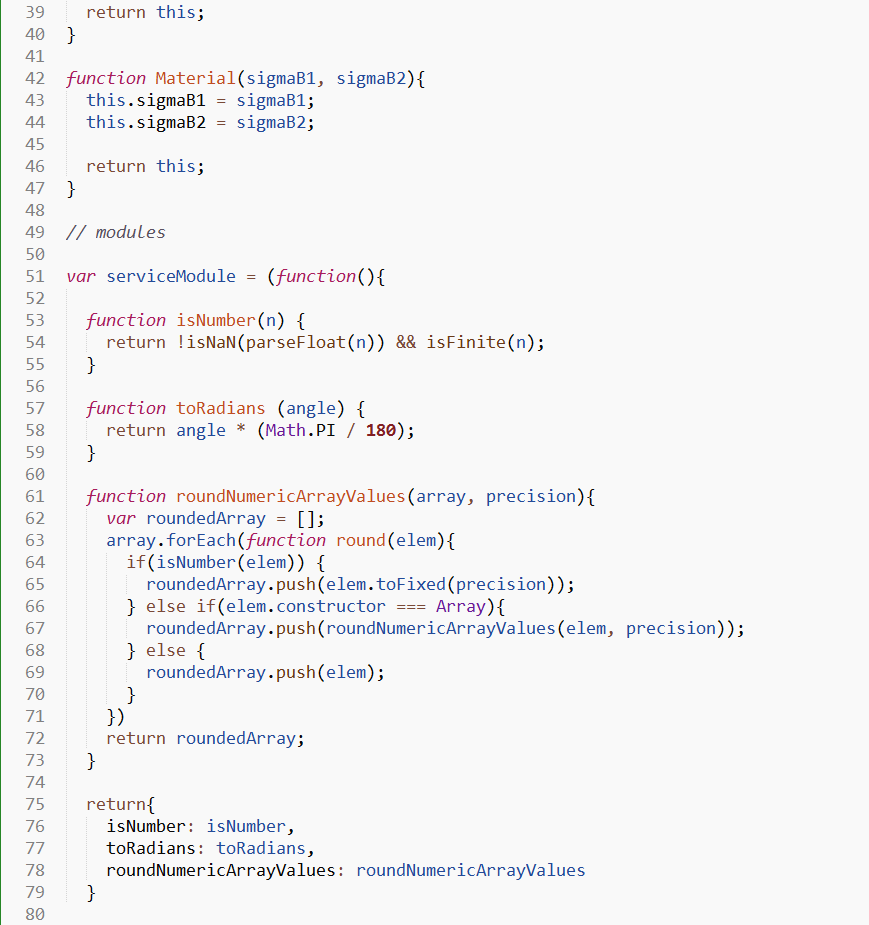 39 return this;
40 }
41
42 function Material(sigmaB1, sigmaB2){
43 this.sigmaB1 = sigmaB1;
44 this.sigmaB2 = sigmaB2;
45
46 return this;
47 }
48
49 // modules
50
51 var serviceModule = (function(){
52
53 function isNumber(n) {
54 return !isNaN(parseFloat(n)) && isFinite(n);
55 }
56
57 function toRadians (angle) {
58 return angle * (Math.PI / 180);
59 }
60
61 function roundNumericArrayValues(array, precision){
62 var roundedArray = [];
63 array.forEach(function round(elem){
64 if(isNumber(elem)) {
65 roundedArray.push(elem.toFixed(precision));
66 } else if(elem.constructor === Array){
67 roundedArray.push(roundNumericArrayValues(elem, precision));
68 } else {
69 roundedArray.push(elem);
70 }
71 })
72 return roundedArray;
73 }
74
75 return{
76 isNumber: isNumber,
77 toRadians: toRadians,
78 roundNumericArrayValues: roundNumericArrayValues
79 }
80